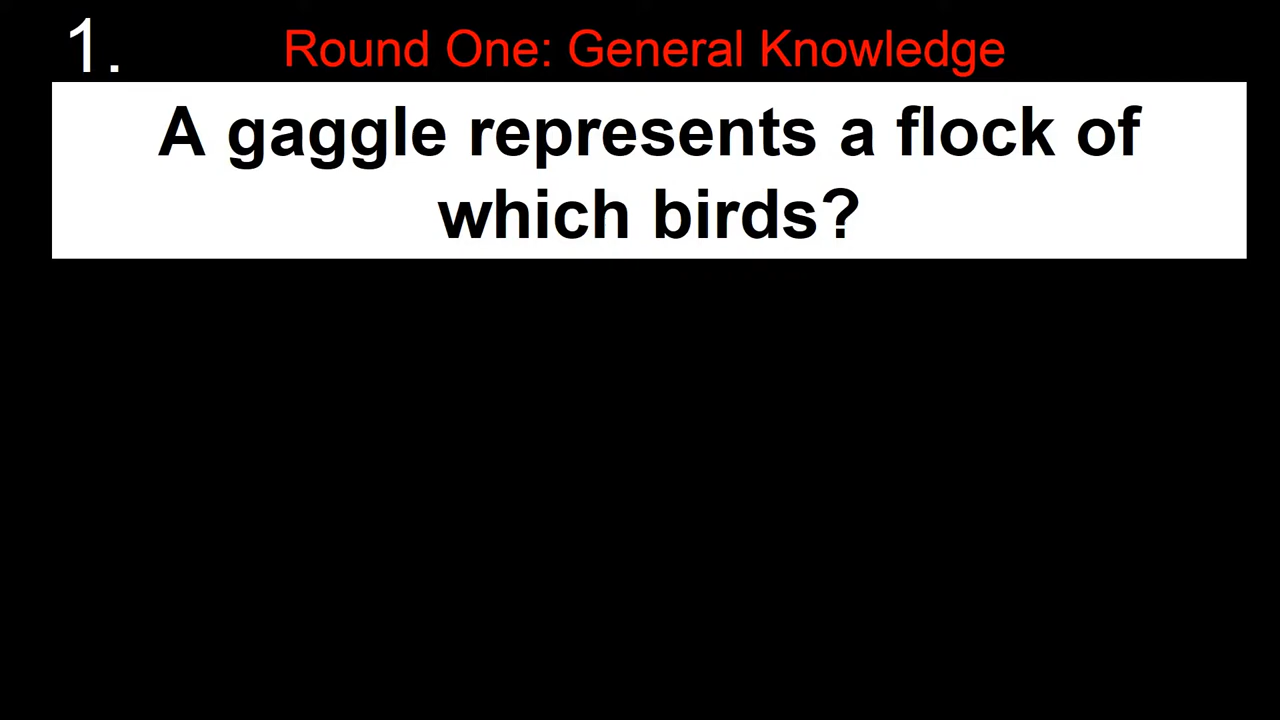 1.
Round One: General Knowledge
A gaggle represents a flock of
which birds?